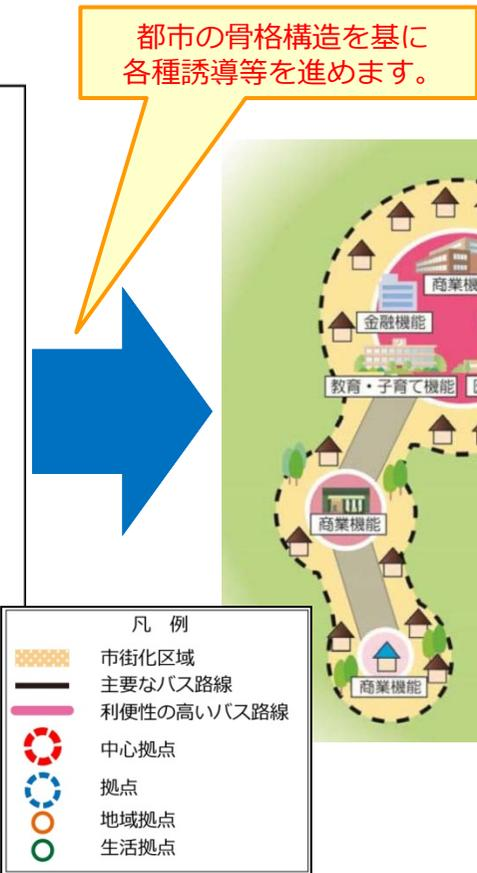 都市の骨格構造を基に
各種誘導等を進めます。
商業機
金融機能
教育・子育て機能
商業機能
商業機能
凡 例
市街化区域
主要なバス路線
利便性の高いバス路線
中心拠点
拠点
地域拠点
生活拠点